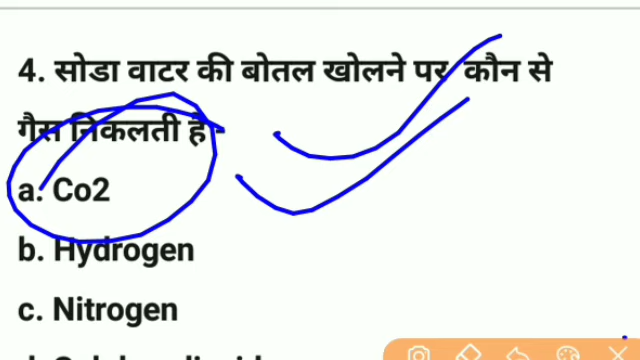 4. सोडा वाटर की बोतल खोलने पर कौन से
गैस निकलती है -
a. Co2
b. Hydrogen
c. Nitrogen